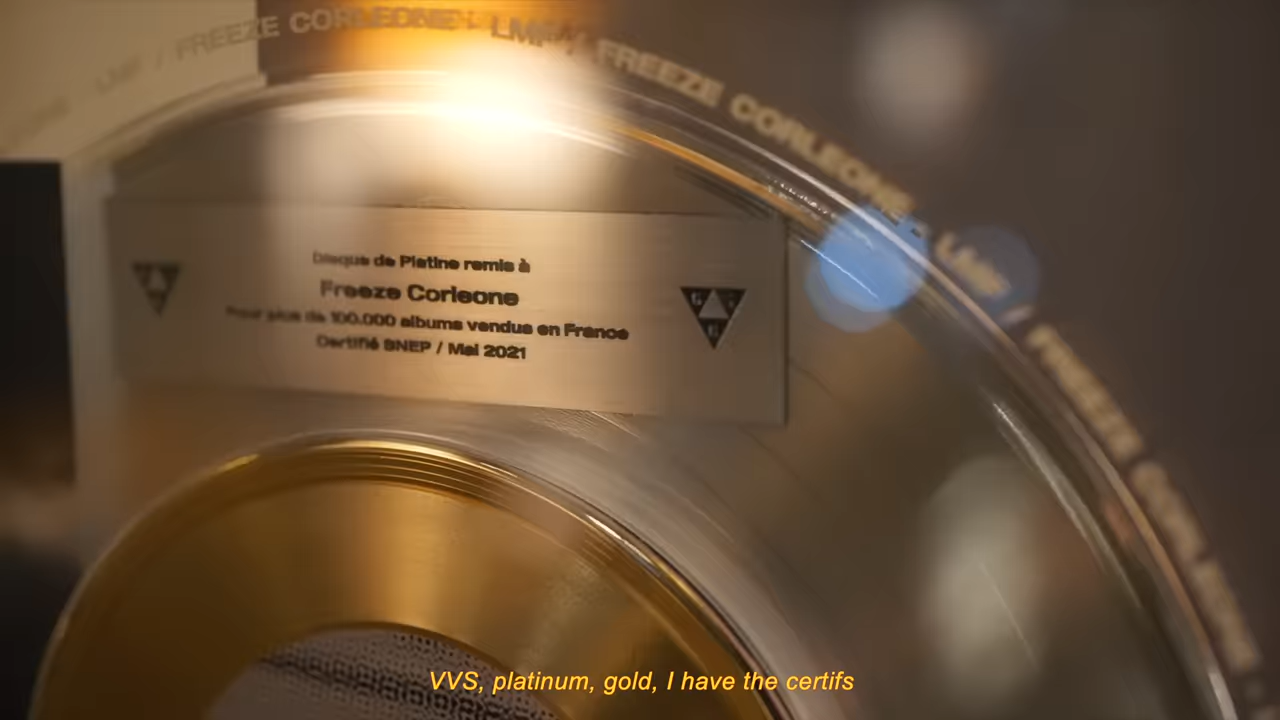 LMF / FREEZE CORLEONE - LMF / FREEZE CORLEONE - LMF / FREEZE CORLEONE
Disque de Platine remis à
Freeze Corleone
Pour plus de 100.000 albums vendus en France
Certifié SNEP / Mai 2021
VVS, platinum, gold, I have the certifs